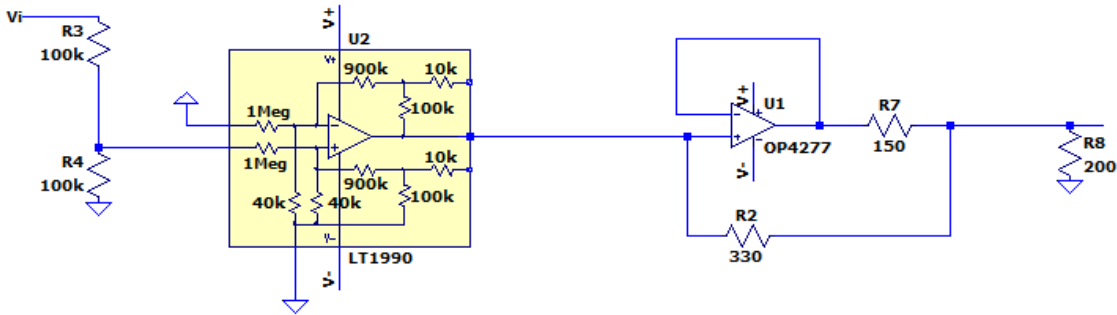 Vi
R3
100k
R4
100k
V+
U2
V+
900k
10k
1Meg
100k
1Meg
900k
10k
40k
40k
100k
V-
LT1990
V-
V+
U1
OP4277
V-
R7
150
R8
200
R2
330